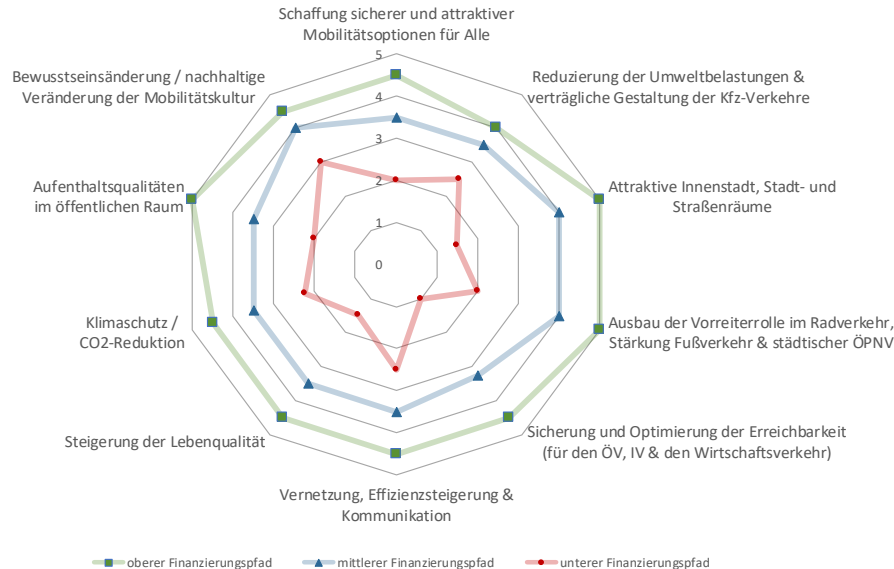 Schaffung sicherer und attraktiver
Mobilitätsoptionen für Alle
Bewusstseinsänderung / nachhaltige
Veränderung der Mobilitätskultur
Reduzierung der Umweltbelastungen &
verträgliche Gestaltung der Kfz-Verkehre
Aufenthaltsqualitäten
im öffentlichen Raum
Attraktive Innenstadt, Stadt- und
Straßenräume
5
4
3
2
1
0
Klimaschutz /
CO2-Reduktion
Ausbau der Vorreiterrolle im Radverkehr,
Stärkung Fußverkehr & städtischer ÖPNV
Steigerung der Lebenqualität
Sicherung und Optimierung der Erreichbarkeit
(für den ÖV, IV & den Wirtschaftsverkehr)
Vernetzung, Effizienzsteigerung &
Kommunikation
oberer Finanzierungspfad
mittlerer Finanzierungspfad
unterer Finanzierungspfad